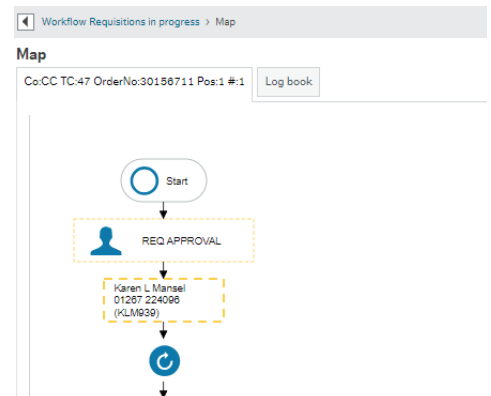 Workflow Requisitions in progress > Map
Map
Co:CC TC:47 OrderNo:30156711 Pos:1 #:1
Log book
Start
REQ APPROVAL
Karen L Mansel
01267 224096
(KLM939)